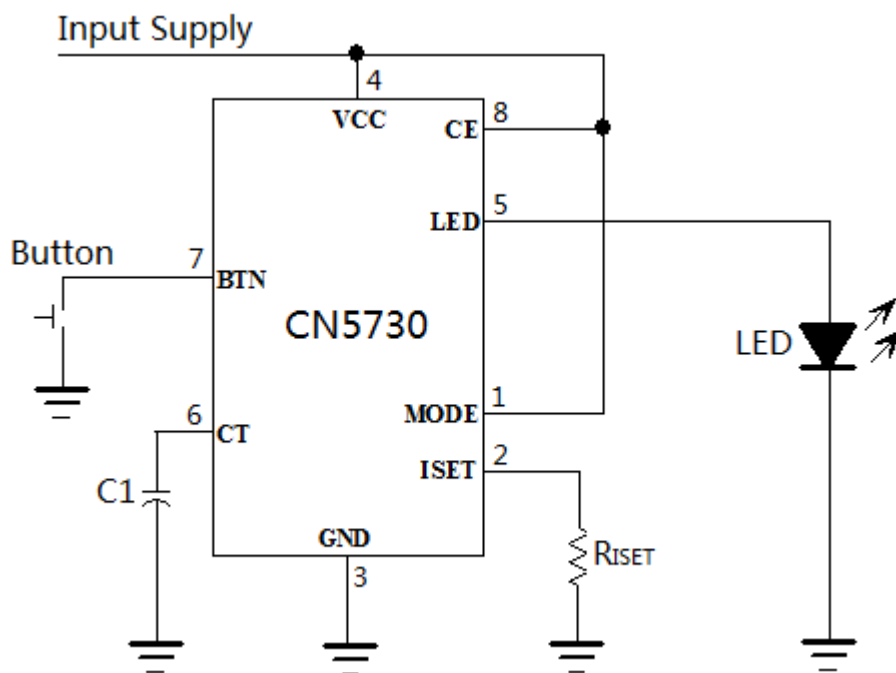 Input Supply
4
VCC
CE
8
LED
5
Button
7
BTN
CN5730
LED
MODE
1
6
CT
ISET
2
C1
GND
RISET
3